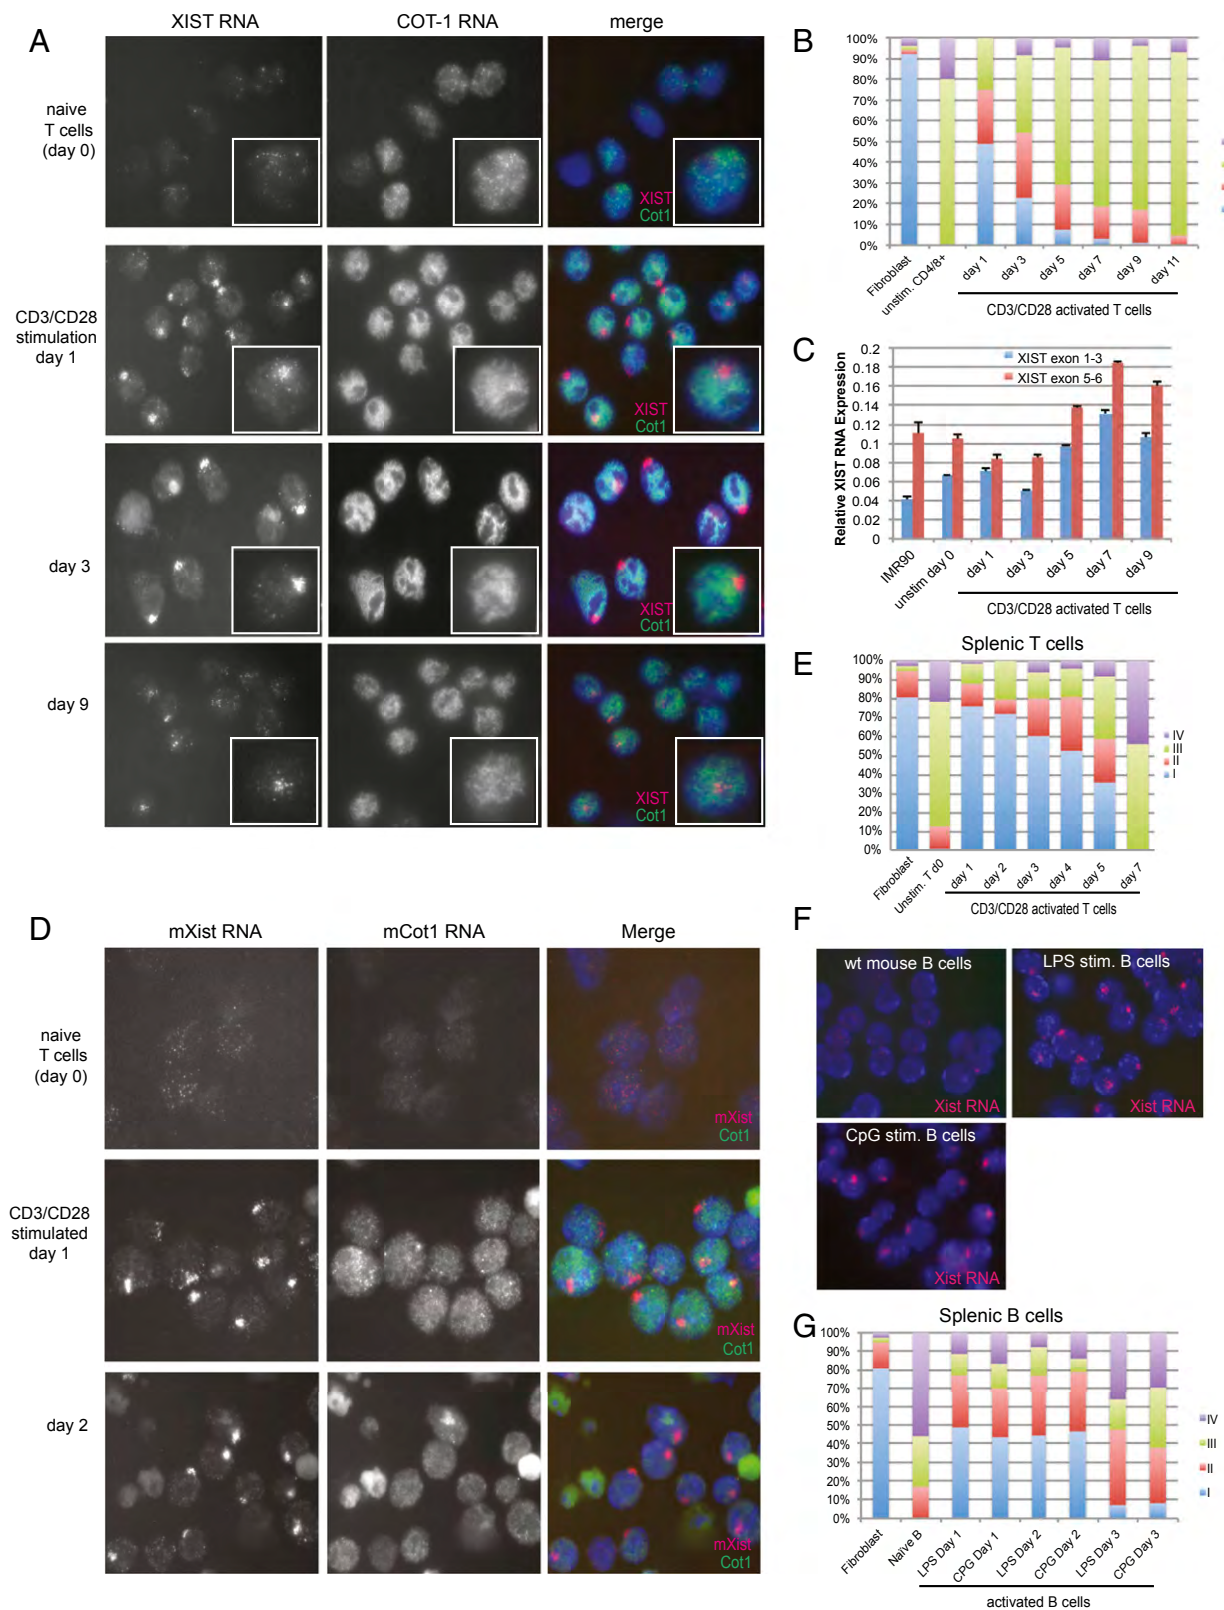 A
XIST RNA
COT-1 RNA
merge
naive
T cells
(day 0)
XIST
Cot1
CD3/CD28
stimulation
day 1
XIST
Cot1
day 3
XIST
Cot1
day 9
XIST
Cot1
B
100%
90%
80%
70%
60%
50%
40%
30%
20%
10%
0%
Fibroblast
unstim. CD4/8+
day 1
day 3
day 5
day 7
day 9
day 11
CD3/CD28 activated T cells
C
Relative XIST RNA Expression
0.2
0.18
0.16
0.14
0.12
0.1
0.08
0.06
0.04
0.02
0
XIST exon 1-3
XIST exon 5-6
IMR90
unstim day 0
day 1
day 3
day 5
day 7
day 9
CD3/CD28 activated T cells
E
Splenic T cells
100%
90%
80%
70%
60%
50%
40%
30%
20%
10%
0%
IV
III
II
I
Fibroblast
Unstim. T d0
day 1
day 2
day 3
day 4
day 5
day 7
CD3/CD28 activated T cells
D
mXist RNA
mCot1 RNA
Merge
naive
T cells
(day 0)
mXist
Cot1
CD3/CD28
stimulated
day 1
mXist
Cot1
day 2
mXist
Cot1
F
wt mouse B cells
Xist RNA
LPS stim. B cells
Xist RNA
CpG stim. B cells
Xist RNA
G
Splenic B cells
100%
90%
80%
70%
60%
50%
40%
30%
20%
10%
0%
IV
III
II
I
Fibroblast
Naïve B
LPS Day 1
CPG Day 1
LPS Day 2
CPG Day 2
LPS Day 3
CPG Day 3
activated B cells